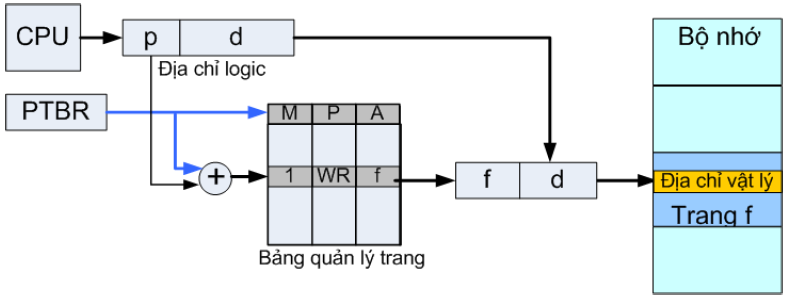 CPU
p d
Địa chỉ logic
Bộ nhớ
PTBR
M P A
+
1 WR f
f d
Địa chỉ vật lý
Trang f
Bảng quản lý trang